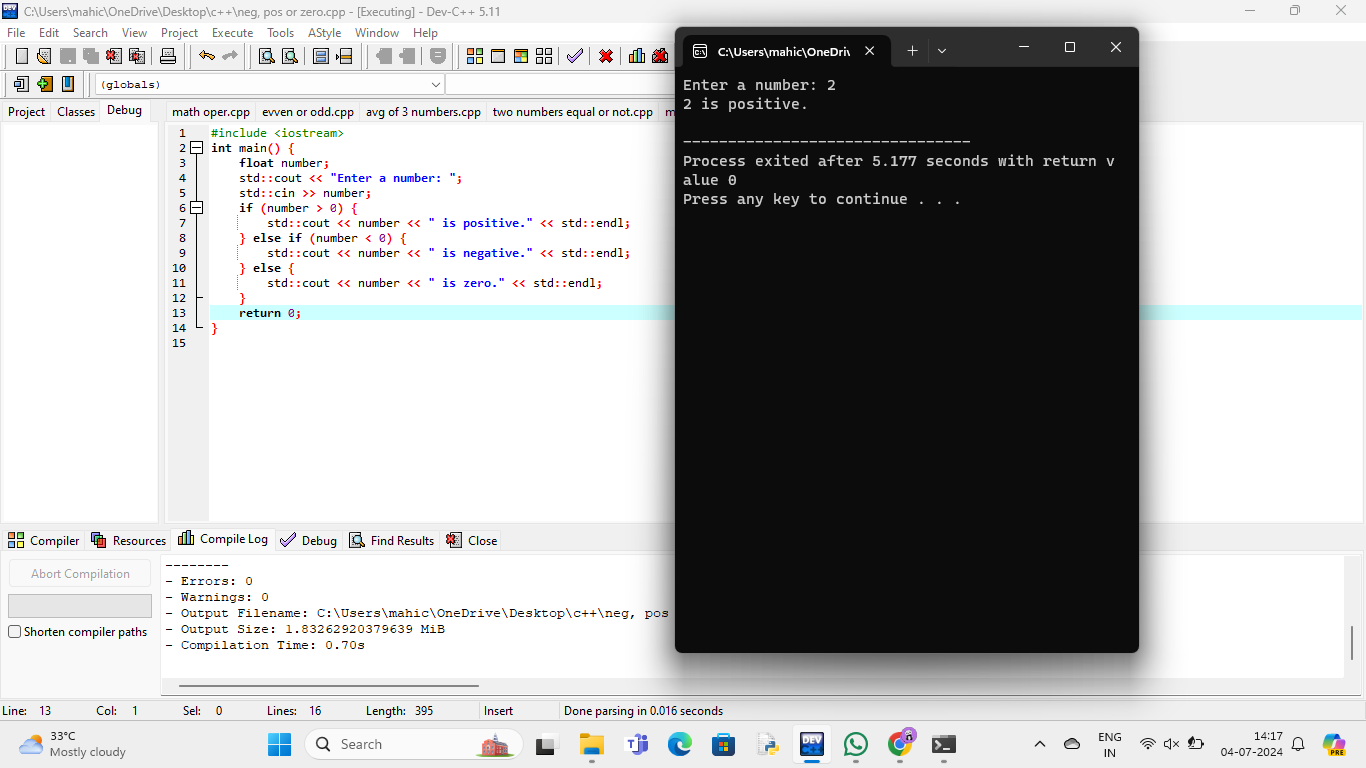 C:\Users\mahic\OneDrive\Desktop\c++\neg, pos or zero.cpp - [Executing] - Dev-C++ 5.11
File Edit Search View Project Execute Tools AStyle Window Help
(globals)
Project Classes Debug
math oper.cpp evven or odd.cpp avg of 3 numbers.cpp two numbers equal or not.cpp m
1 #include <iostream>
2 int main() {
3 float number;
4 std::cout << "Enter a number: ";
5 std::cin >> number;
6 if (number > 0) {
7 std::cout << number << " is positive." << std::endl;
8 } else if (number < 0) {
9 std::cout << number << " is negative." << std::endl;
10 } else {
11 std::cout << number << " is zero." << std::endl;
12 }
13 return 0;
14 }
15
C:\Users\mahic\OneDri
Enter a number: 2
2 is positive.
--------------------------------
Process exited after 5.177 seconds with return v
alue 0
Press any key to continue . . .
Compiler Resources Compile Log Debug Find Results Close
Abort Compilation
Shorten compiler paths
--------
- Errors: 0
- Warnings: 0
- Output Filename: C:\Users\mahic\OneDrive\Desktop\c++\neg, pos
- Output Size: 1.83262920379639 MiB
- Compilation Time: 0.70s
Line: 13 Col: 1 Sel: 0 Lines: 16 Length: 395 Insert Done parsing in 0.016 seconds
33°C
Mostly cloudy
Search
DEV
PRE
ENG
IN
14:17
04-07-2024